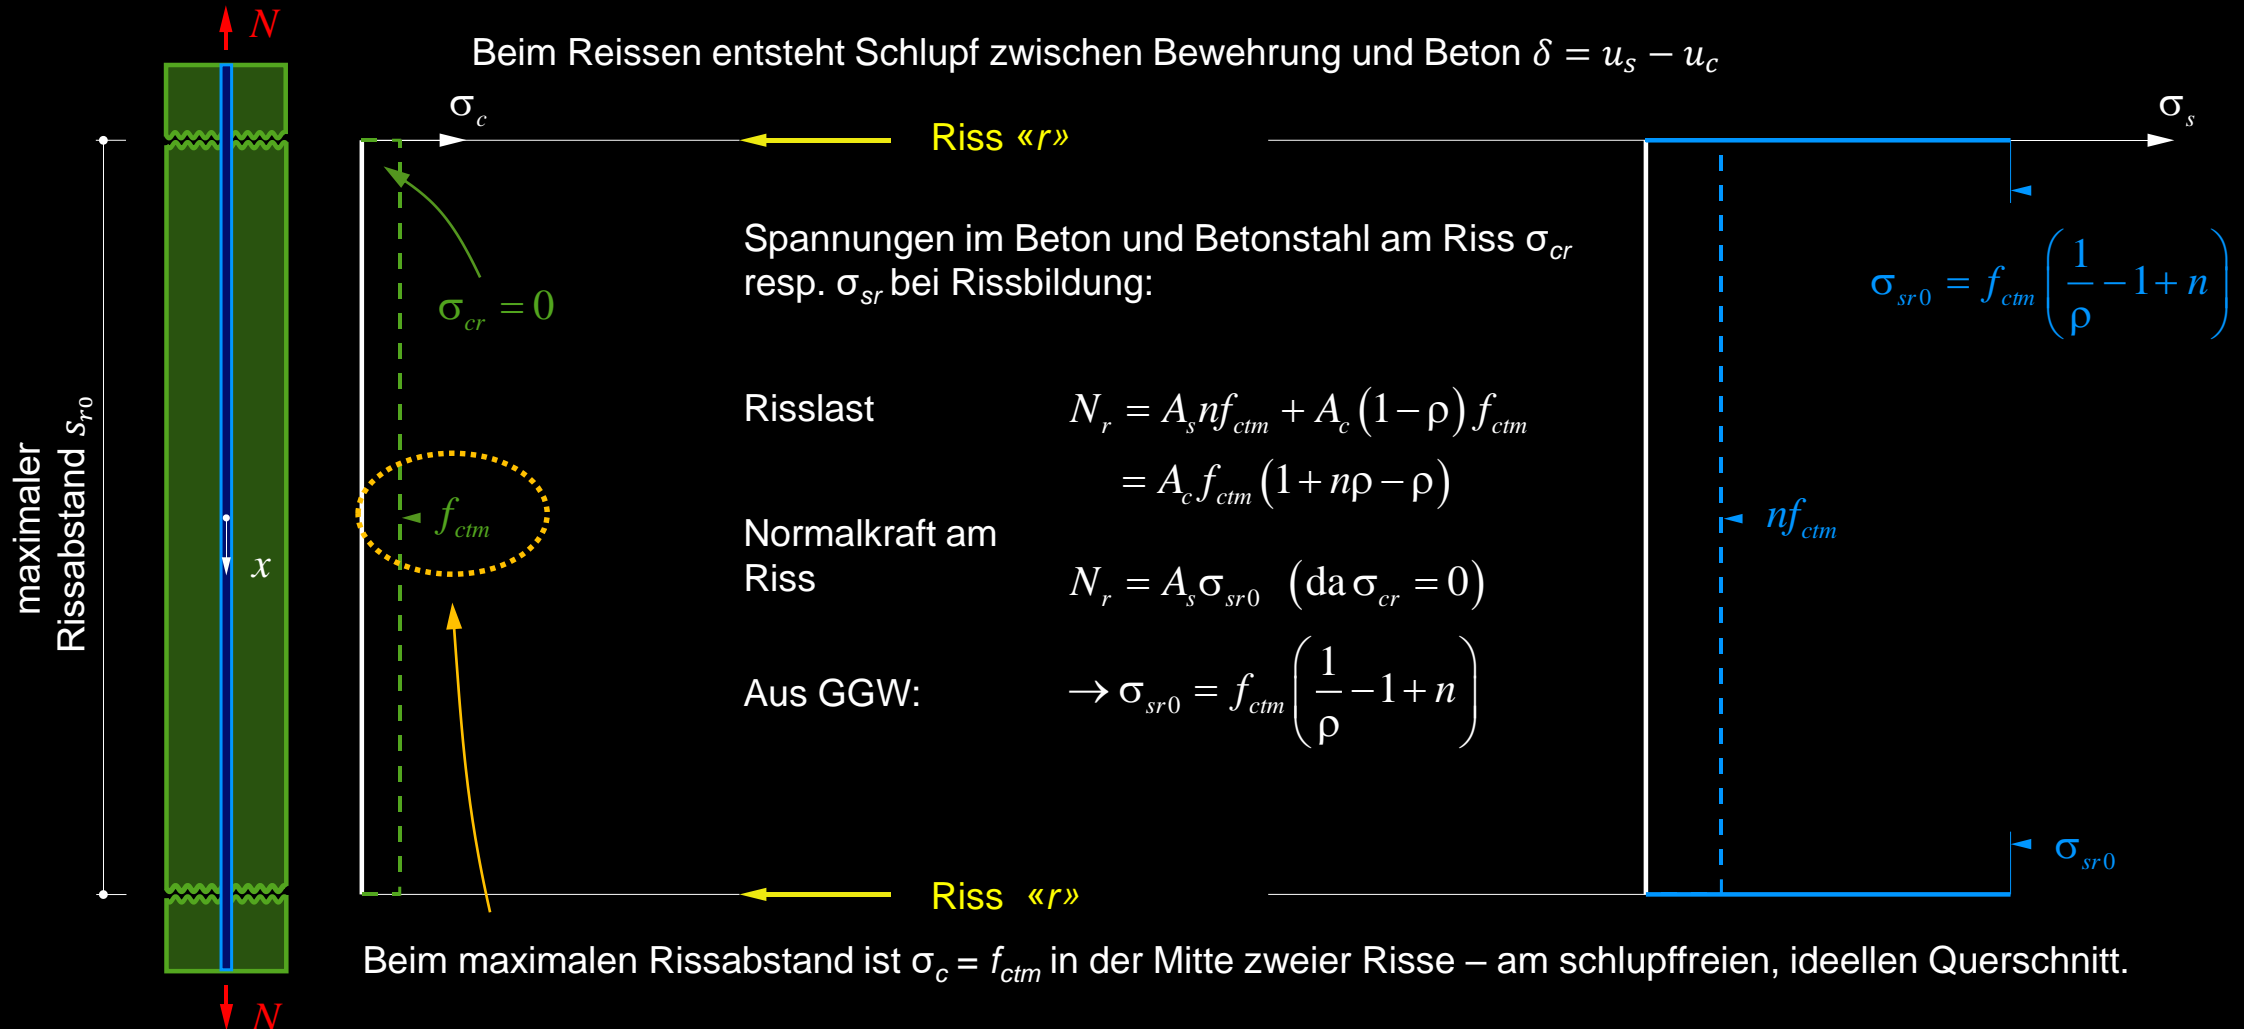 N
Beim Reissen entsteht Schlupf zwischen Bewehrung und Beton δ = u_s − u_c
σ_c
σ_s
Riss «r»
σ_cr = 0
Spannungen im Beton und Betonstahl am Riss σ_cr
resp. σ_sr bei Rissbildung:
σ_sr0 = f_ctm (1/ρ − 1 + n)
Risslast
N_r = A_s n f_ctm + A_c (1 − ρ) f_ctm
= A_c f_ctm (1 + nρ − ρ)
maximaler
Rissabstand s_r0
f_ctm
x
n f_ctm
Normalkraft am
Riss
N_r = A_s σ_sr0 (da σ_cr = 0)
Aus GGW:
→ σ_sr0 = f_ctm (1/ρ − 1 + n)
σ_sr0
Riss «r»
Beim maximalen Rissabstand ist σ_c = f_ctm in der Mitte zweier Risse – am schlupffreien, ideellen Querschnitt.
N